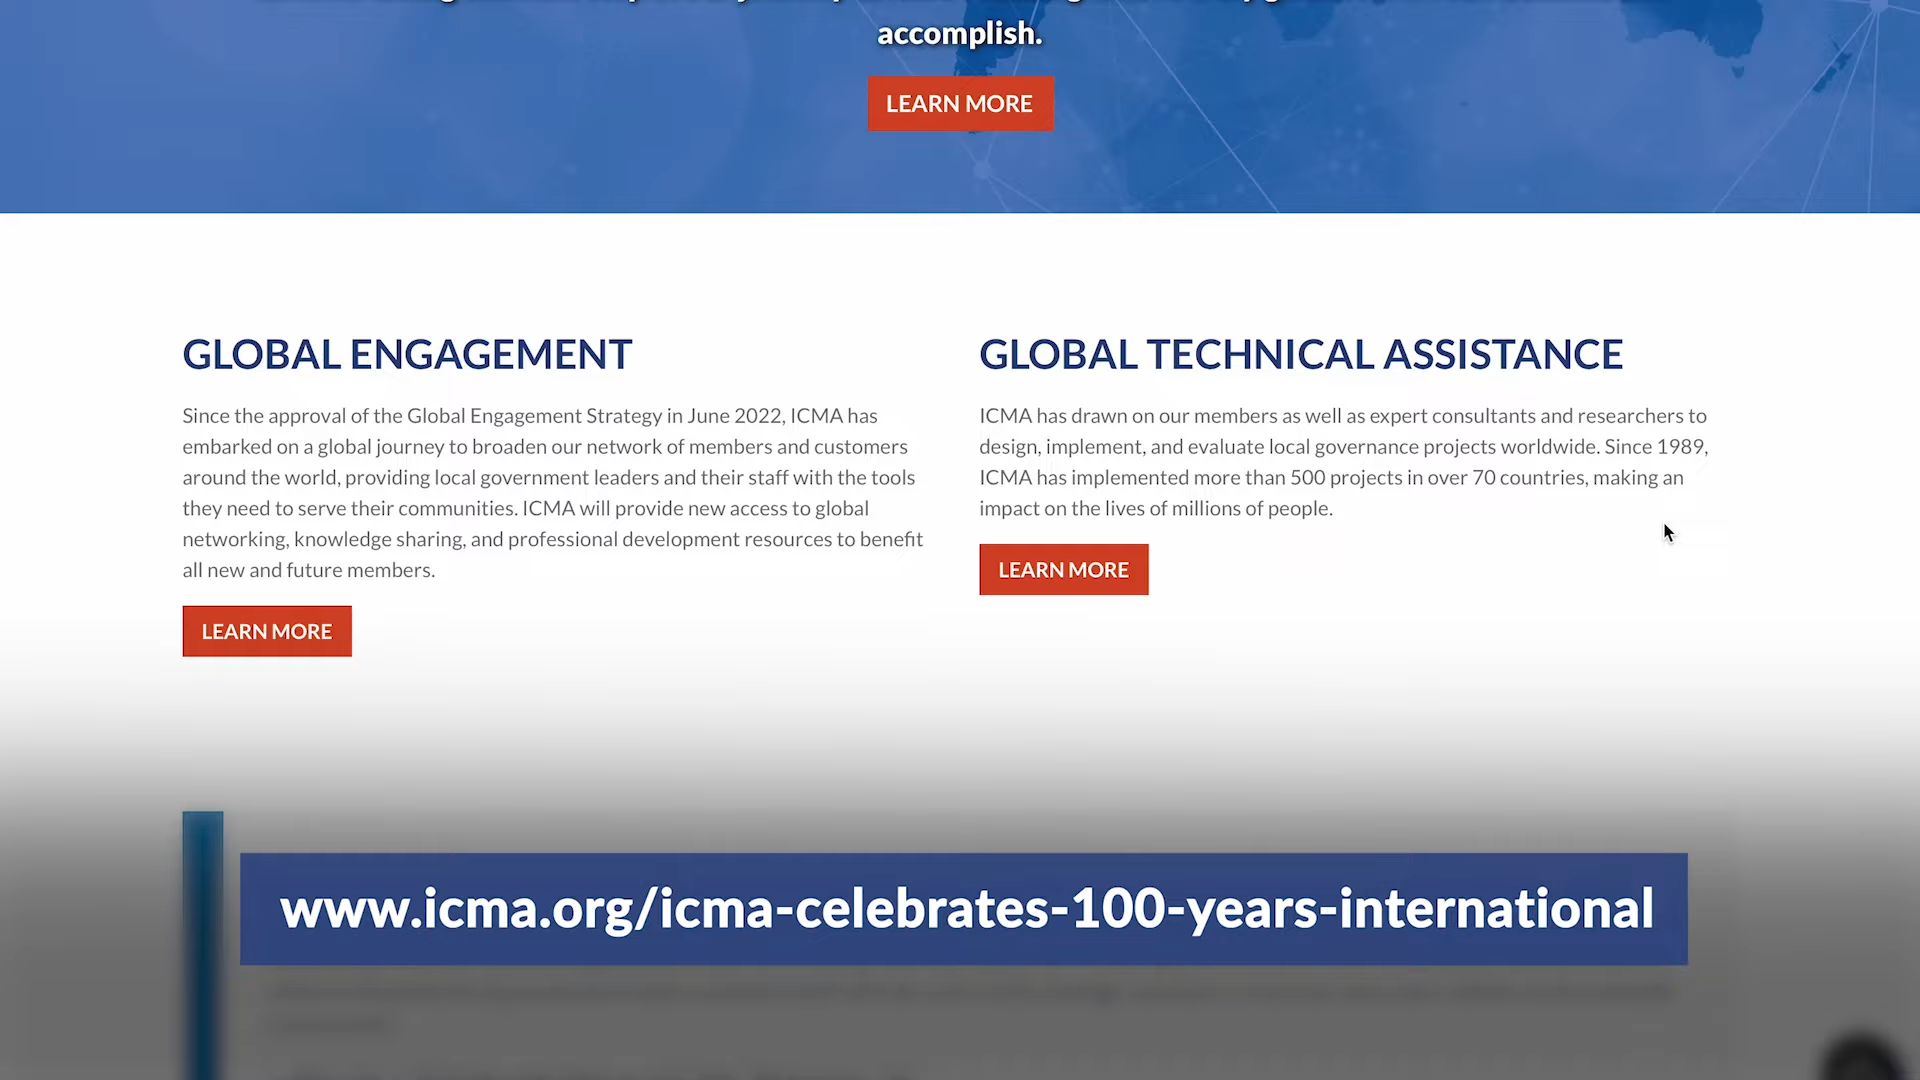 accomplish.
LEARN MORE
GLOBAL ENGAGEMENT
Since the approval of the Global Engagement Strategy in June 2022, ICMA has
embarked on a global journey to broaden our network of members and customers
around the world, providing local government leaders and their staff with the tools
they need to serve their communities. ICMA will provide new access to global
networking, knowledge sharing, and professional development resources to benefit
all new and future members.
LEARN MORE
GLOBAL TECHNICAL ASSISTANCE
ICMA has drawn on our members as well as expert consultants and researchers to
design, implement, and evaluate local governance projects worldwide. Since 1989,
ICMA has implemented more than 500 projects in over 70 countries, making an
impact on the lives of millions of people.
LEARN MORE
www.icma.org/icma-celebrates-100-years-international